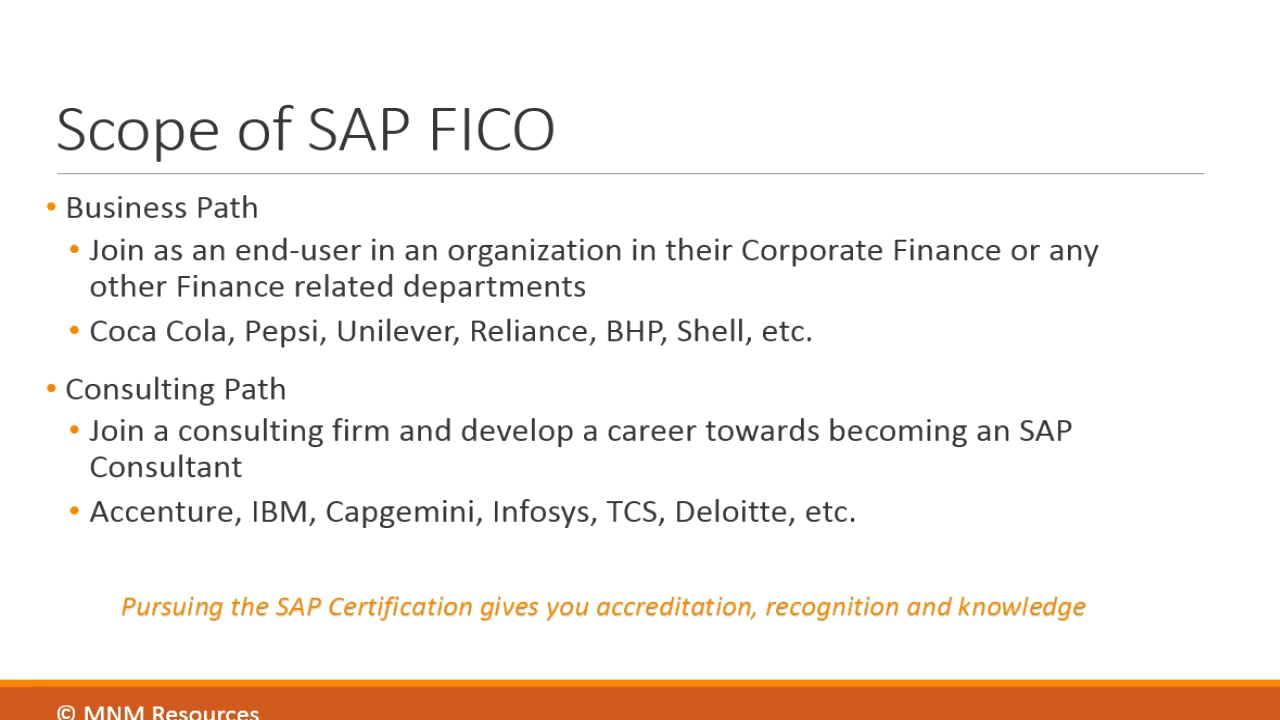 Scope of SAP FICO
• Business Path
• Join as an end-user in an organization in their Corporate Finance or any
other Finance related departments
• Coca Cola, Pepsi, Unilever, Reliance, BHP, Shell, etc.
• Consulting Path
• Join a consulting firm and develop a career towards becoming an SAP
Consultant
• Accenture, IBM, Capgemini, Infosys, TCS, Deloitte, etc.
Pursuing the SAP Certification gives you accreditation, recognition and knowledge
© MNM Resources